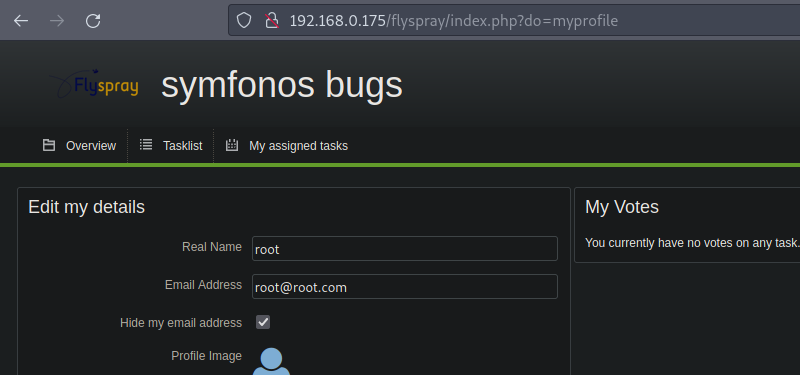 192.168.0.175/flyspray/index.php?do=myprofile
Flyspray
symfonos bugs
Overview
Tasklist
My assigned tasks
Edit my details
Real Name
root
Email Address
root@root.com
Hide my email address
Profile Image
My Votes
You currently have no votes on any task.